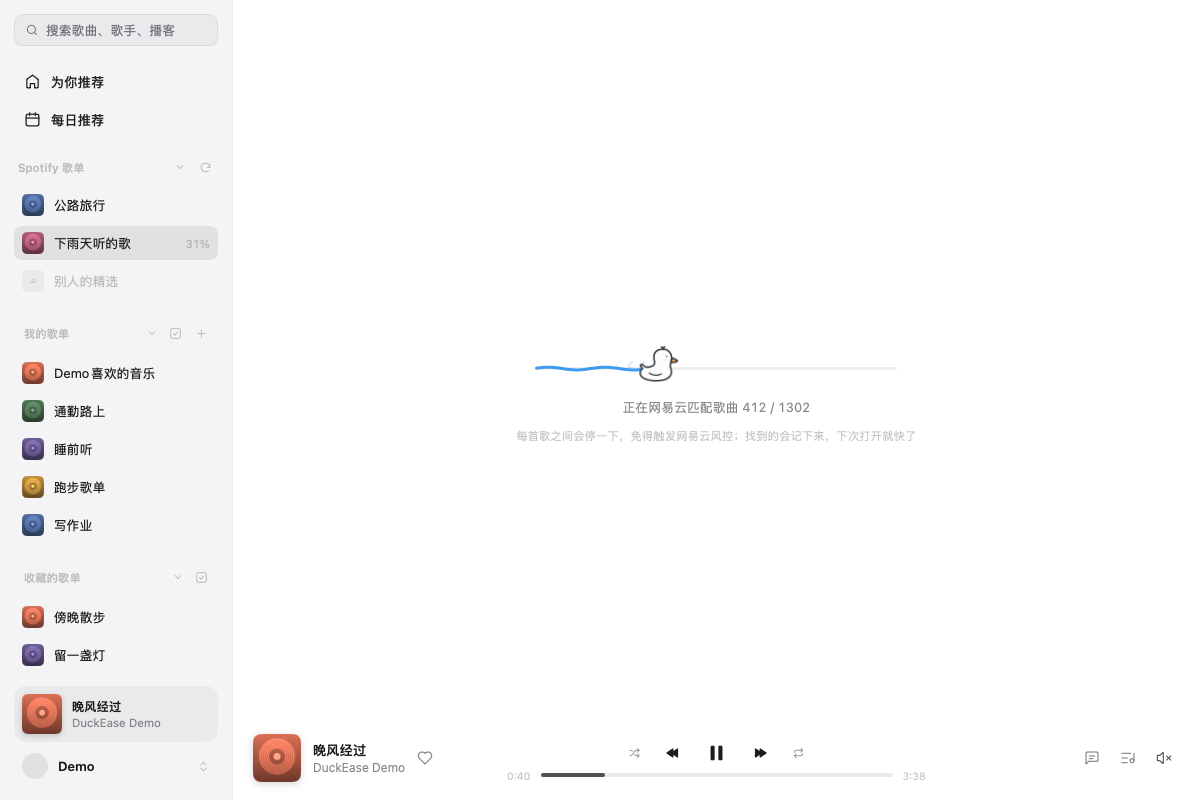 搜索歌曲、歌手、播客
为你推荐
每日推荐
Spotify 歌单
公路旅行
下雨天听的歌 31%
别人的精选
我的歌单
Demo喜欢的音乐
通勤路上
睡前听
跑步歌单
写作业
收藏的歌单
傍晚散步
留一盏灯
晚风经过
DuckEase Demo
Demo
正在网易云匹配歌曲 412 / 1302
每首歌之间会停一下，免得触发网易云风控；找到的会记下来，下次打开就快了
晚风经过
DuckEase Demo
0:40
3:38